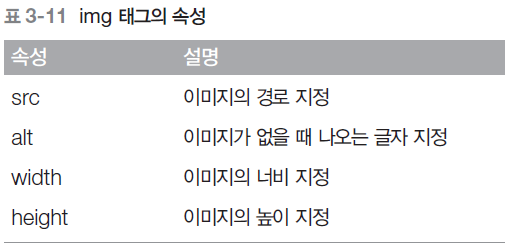 표 3-11 img 태그의 속성
속성 설명
src 이미지의 경로 지정
alt 이미지가 없을 때 나오는 글자 지정
width 이미지의 너비 지정
height 이미지의 높이 지정